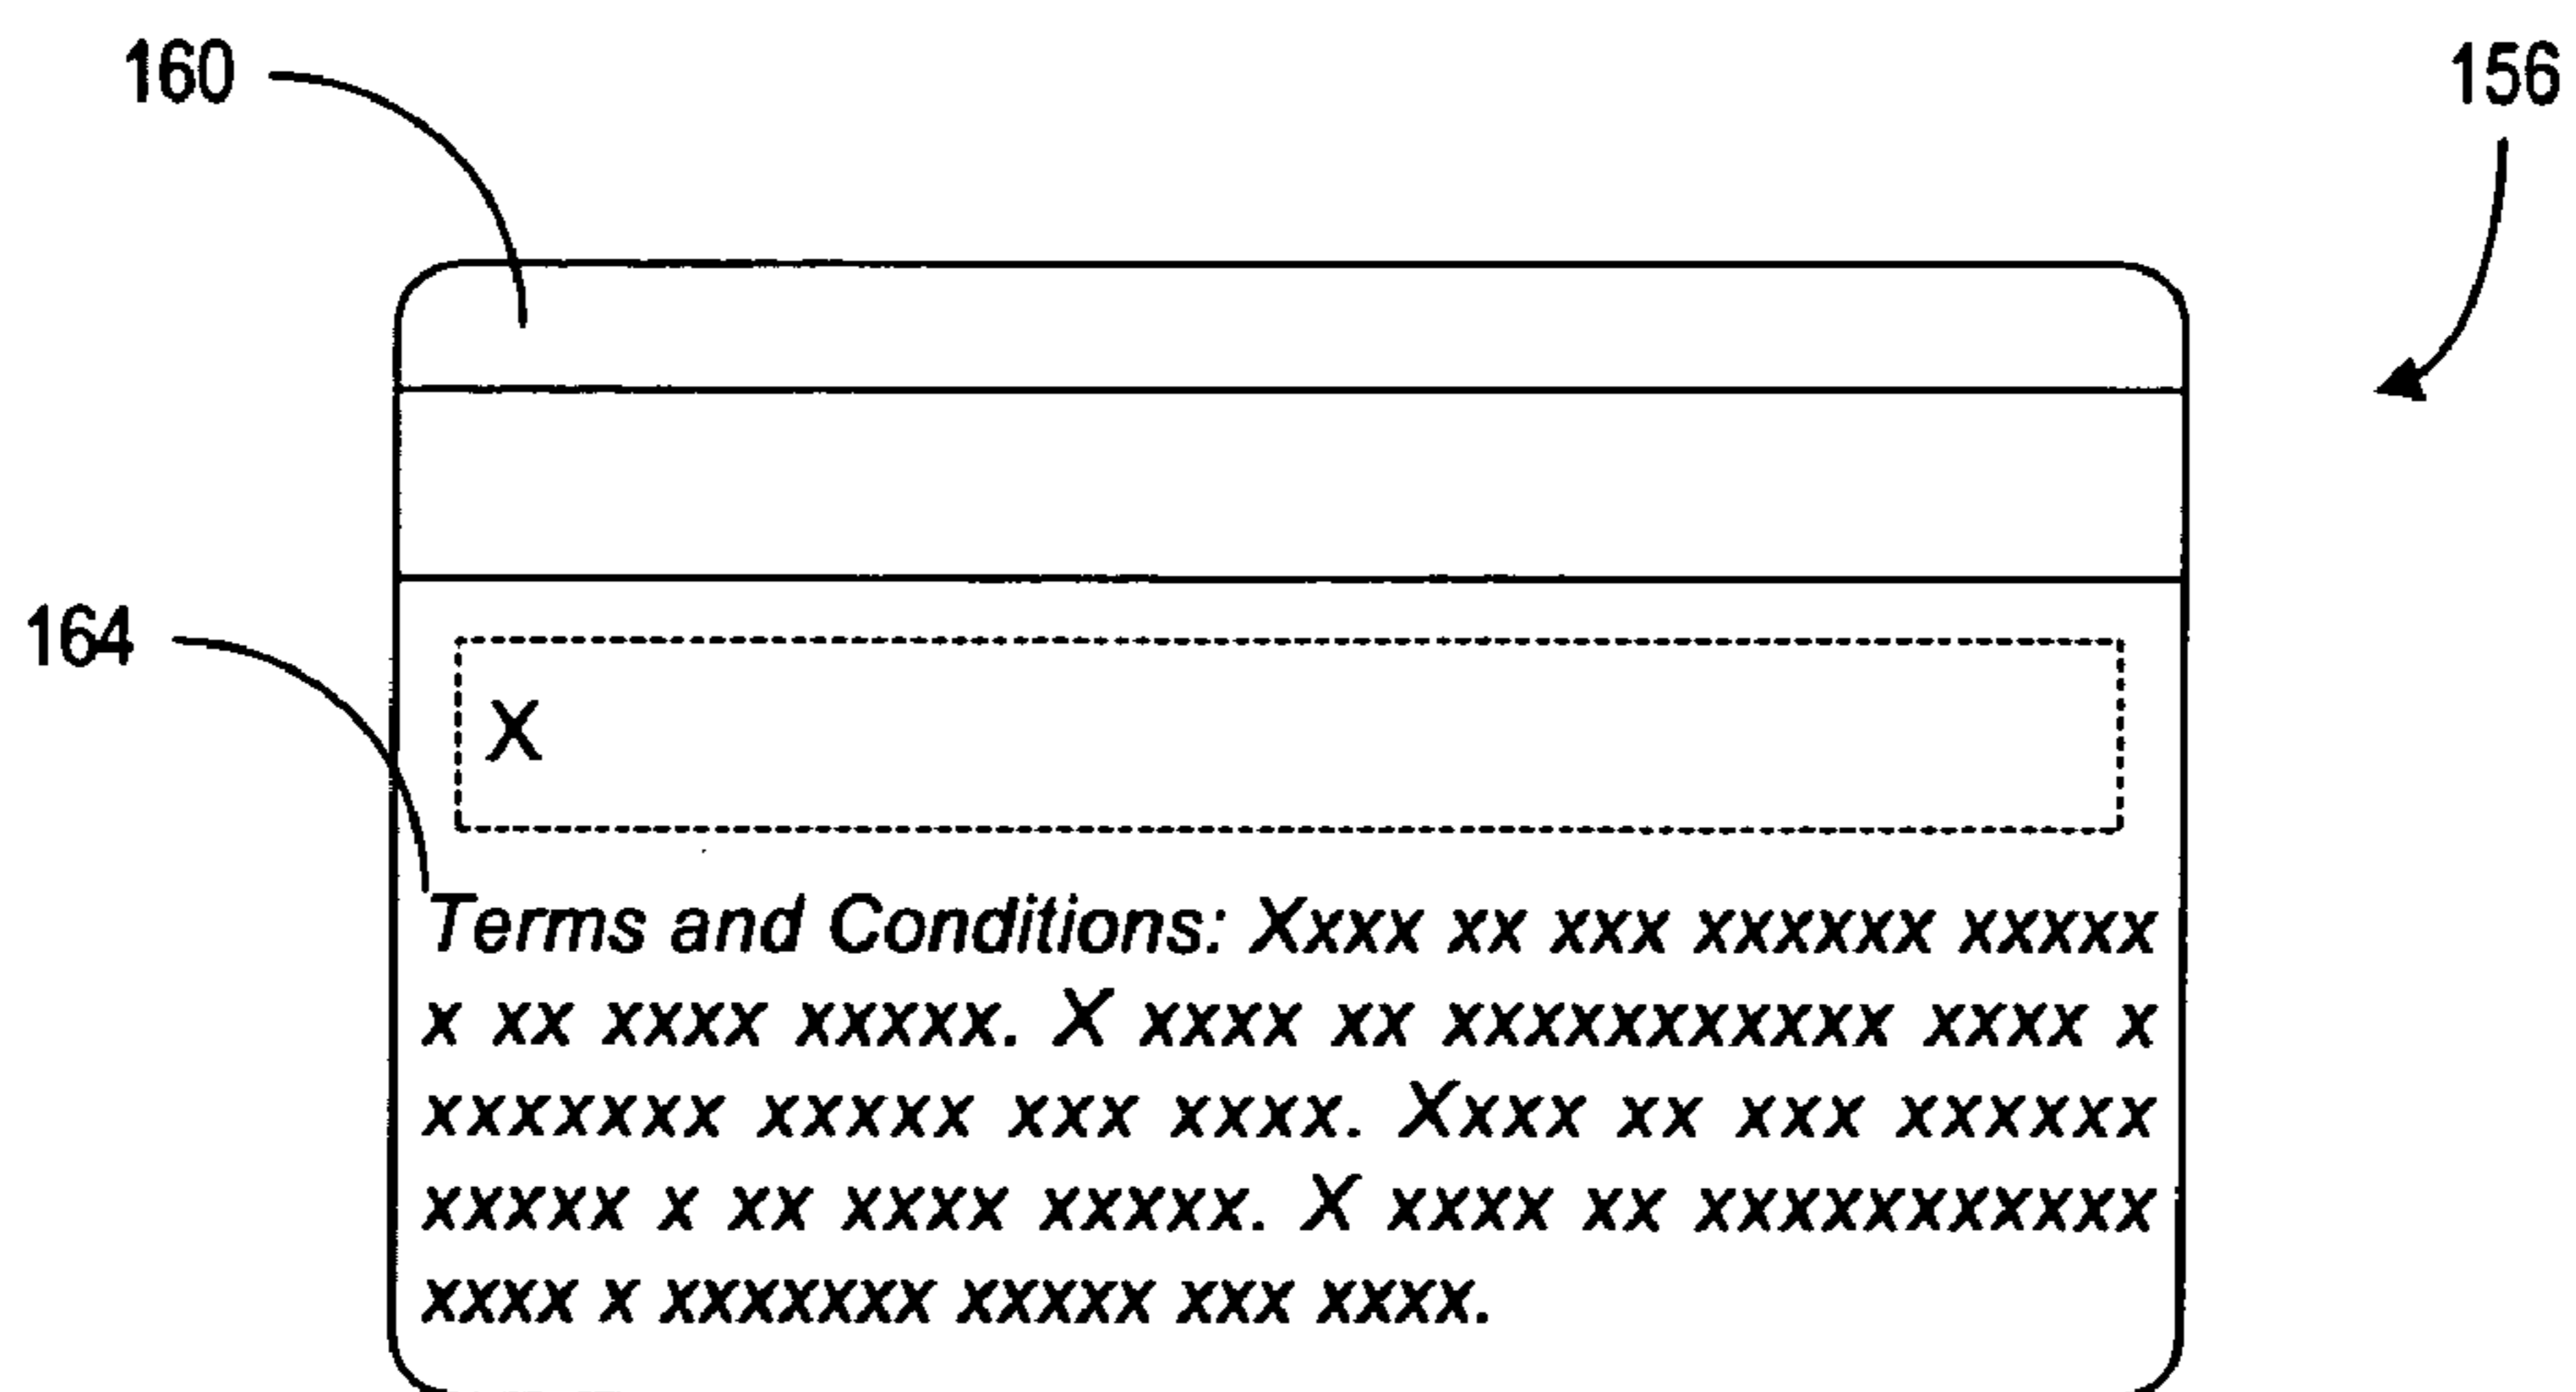 160
156
164
X
Terms and Conditions: Xxxx xx xxx xxxxxx xxxxx
x xx xxxx xxxxx. X xxxx xx xxxxxxxxxxx xxxx x
xxxxxxx xxxxx xxx xxxx. Xxxx xx xxx xxxxxx
xxxxx x xx xxxx xxxxx. X xxxx xx xxxxxxxxxxx
xxxx x xxxxxxx xxxxx xxx xxxx.